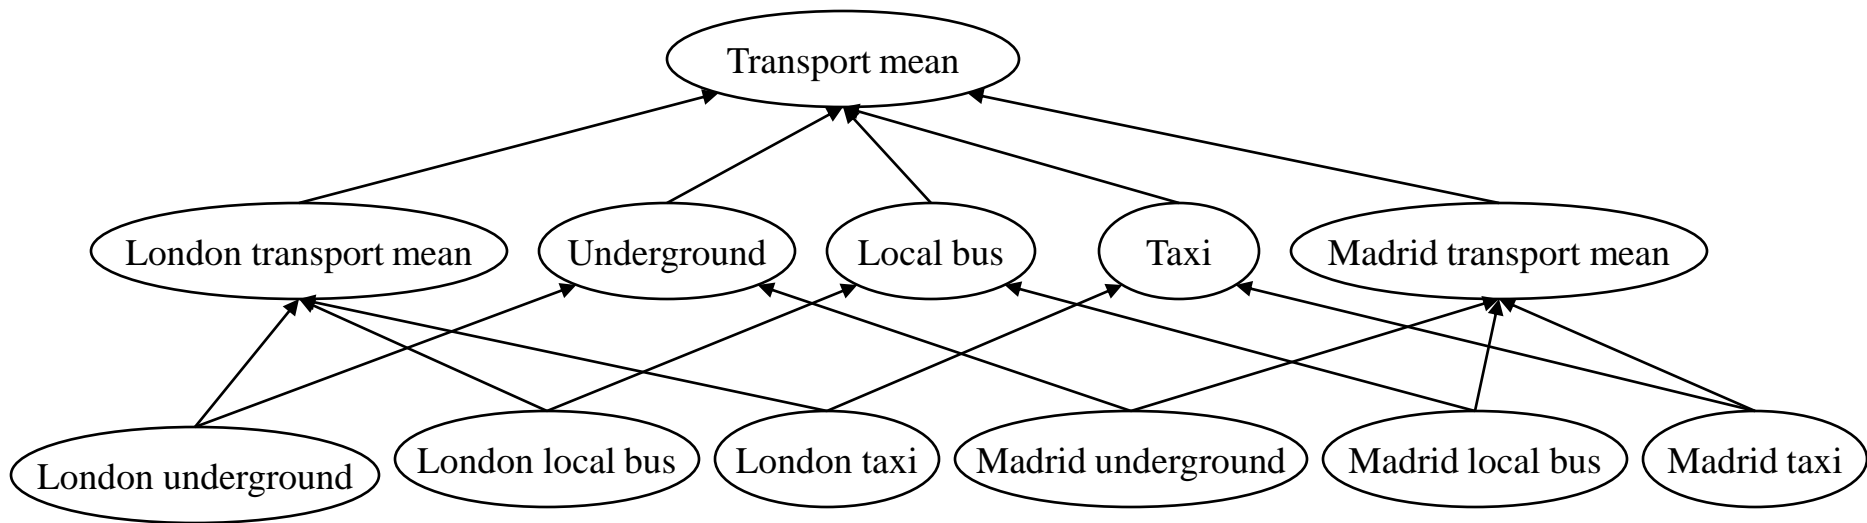 Transport mean
London transport mean
Underground
Local bus
Taxi
Madrid transport mean
London underground
London local bus
London taxi
Madrid underground
Madrid local bus
Madrid taxi